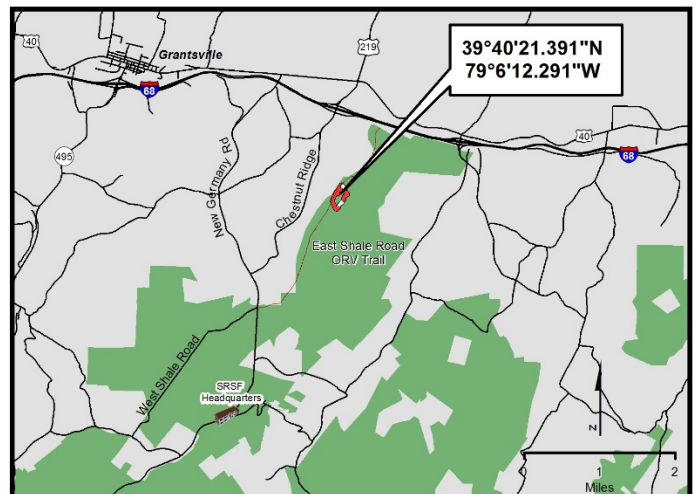 40
Grantsville
219
39°40'21.391"N
79°6'12.291"W
68
40
68
495
New Germany Rd
Chestnut Ridge
East Shale Road
ORV Trail
West Shale Road
SRSF
Headquarters
N
0 1 2
Miles